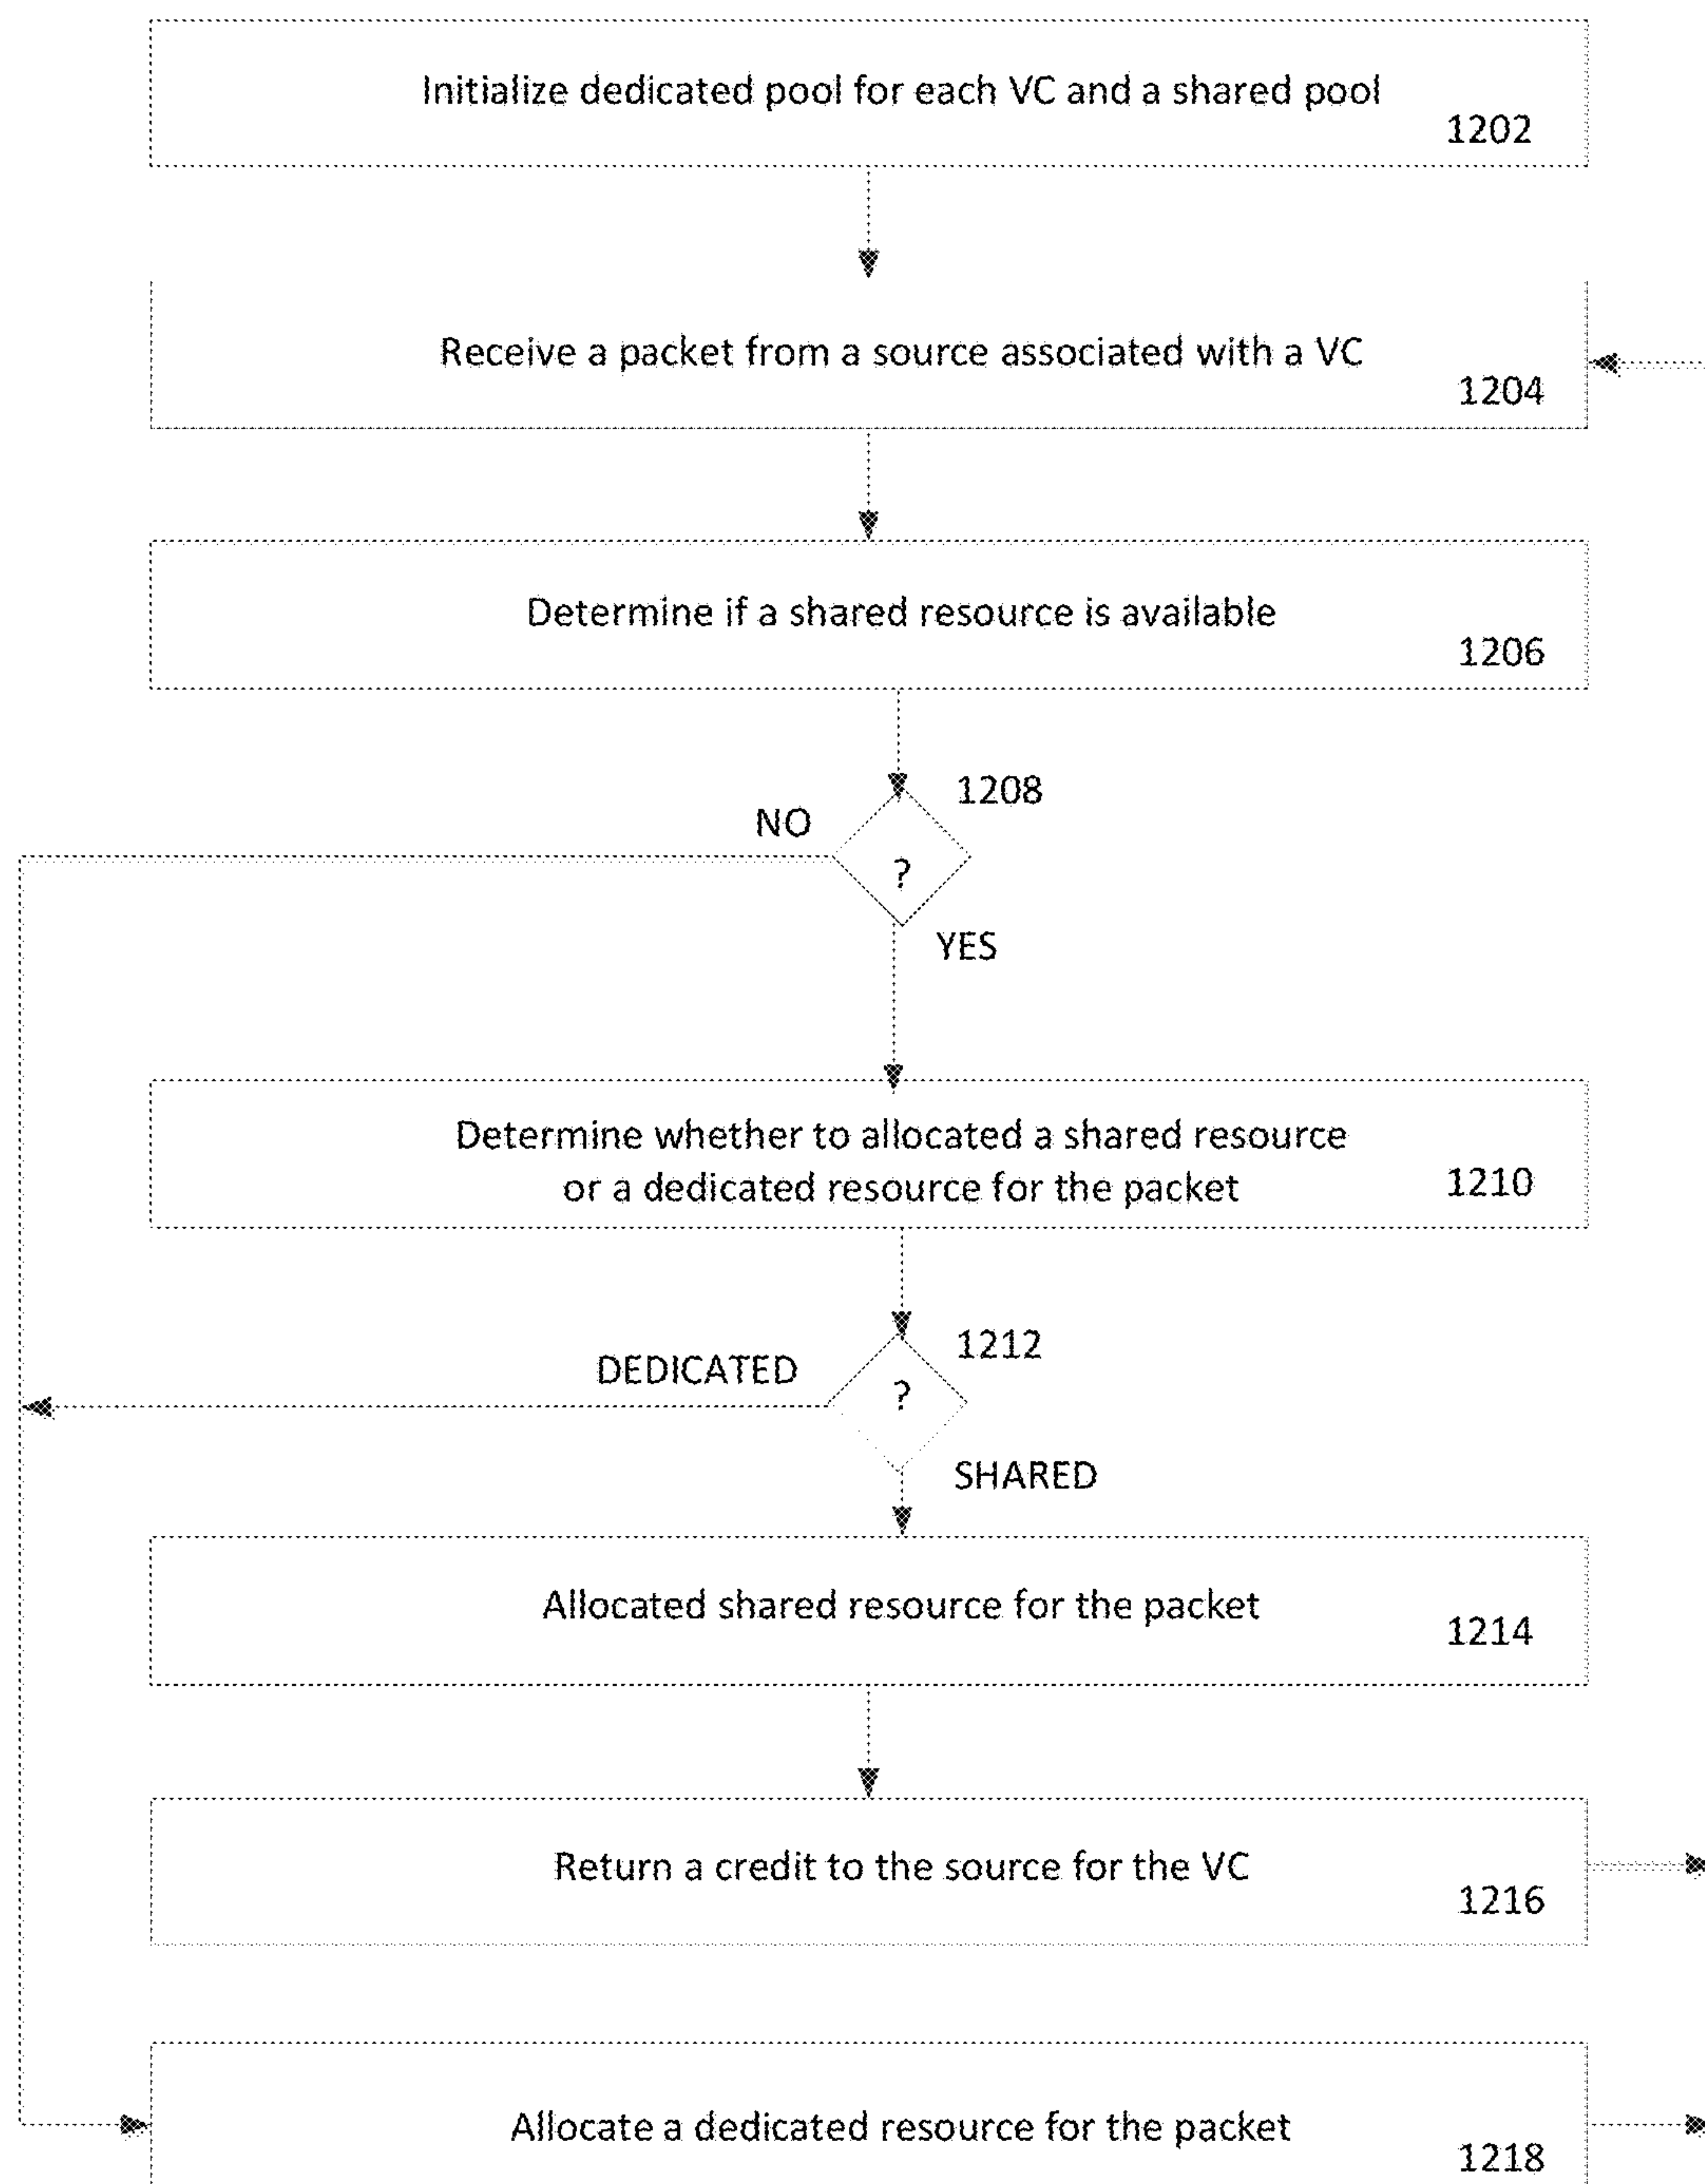 Initialize dedicated pool for each VC and a shared pool
1202
Receive a packet from a source associated with a VC
1204
Determine if a shared resource is available
1206
1208
NO
?
YES
Determine whether to allocated a shared resource
or a dedicated resource for the packet
1210
1212
DEDICATED
?
SHARED
Allocated shared resource for the packet
1214
Return a credit to the source for the VC
1216
Allocate a dedicated resource for the packet
1218